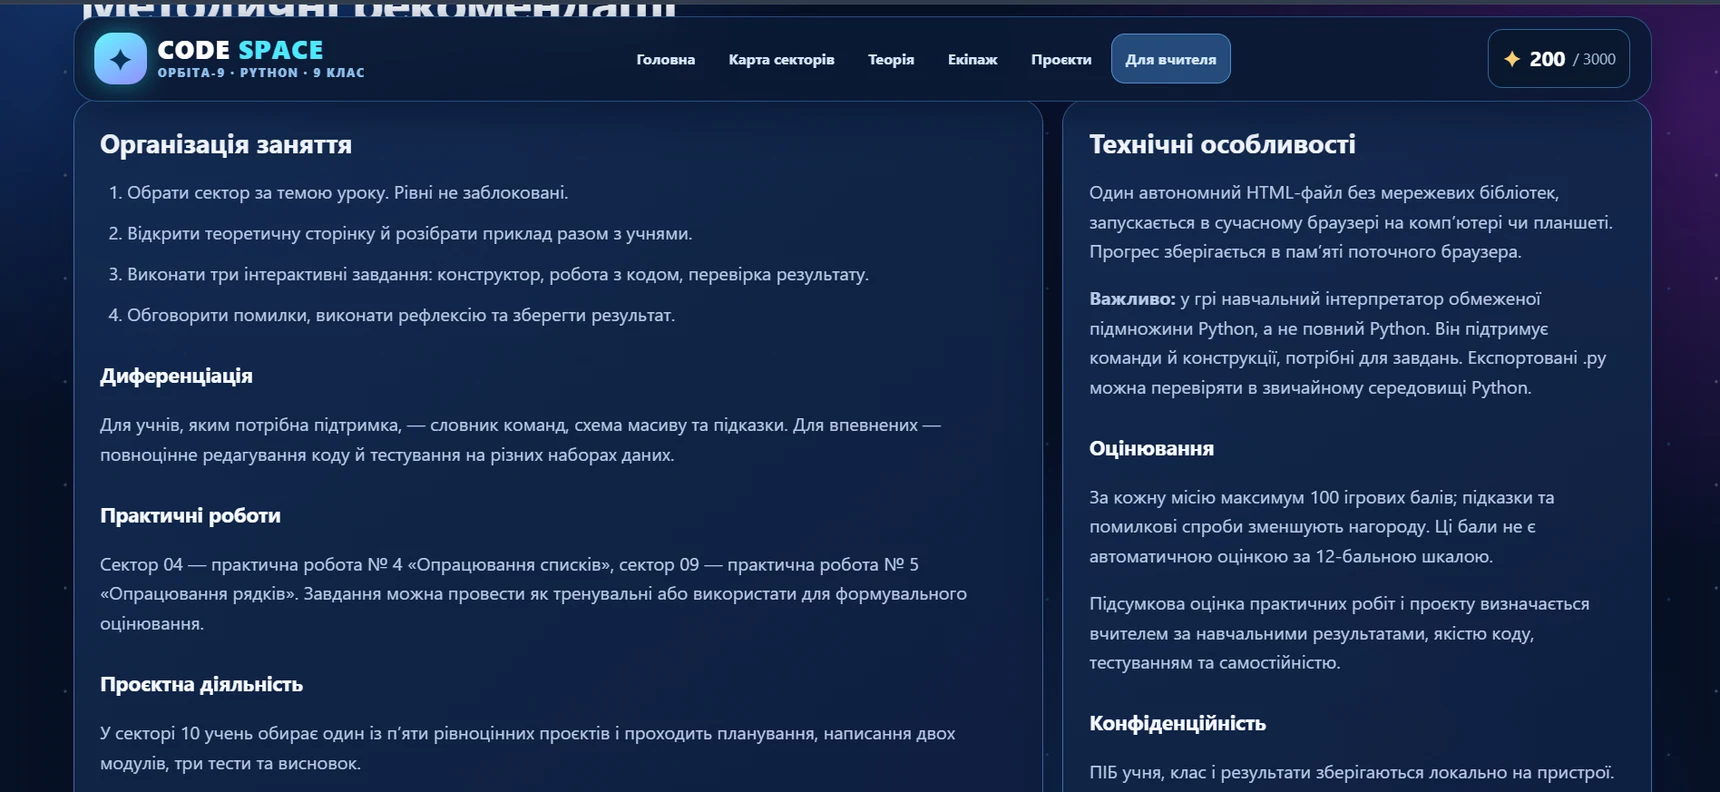 Методичні рекомендації
CODE SPACE
ОРБІТА-9 · PYTHON · 9 КЛАС
Головна
Карта секторів
Теорія
Екіпаж
Проєкти
Для вчителя
200 / 3000
Організація заняття
1. Обрати сектор за темою уроку. Рівні не заблоковані.
2. Відкрити теоретичну сторінку й розібрати приклад разом з учнями.
3. Виконати три інтерактивні завдання: конструктор, робота з кодом, перевірка результату.
4. Обговорити помилки, виконати рефлексію та зберегти результат.
Диференціація
Для учнів, яким потрібна підтримка, — словник команд, схема масиву та підказки. Для впевнених —
повноцінне редагування коду й тестування на різних наборах даних.
Практичні роботи
Сектор 04 — практична робота № 4 «Опрацювання списків», сектор 09 — практична робота № 5
«Опрацювання рядків». Завдання можна провести як тренувальні або використати для формувального
оцінювання.
Проєктна діяльність
У секторі 10 учень обирає один із п’яти рівноцінних проєктів і проходить планування, написання двох
модулів, три тести та висновок.
Технічні особливості
Один автономний HTML-файл без мережевих бібліотек,
запускається в сучасному браузері на комп’ютері чи планшеті.
Прогрес зберігається в пам’яті поточного браузера.
Важливо: у грі навчальний інтерпретатор обмеженої
підмножини Python, а не повний Python. Він підтримує
команди й конструкції, потрібні для завдань. Експортовані .py
можна перевіряти в звичайному середовищі Python.
Оцінювання
За кожну місію максимум 100 ігрових балів; підказки та
помилкові спроби зменшують нагороду. Ці бали не є
автоматичною оцінкою за 12-бальною шкалою.
Підсумкова оцінка практичних робіт і проєкту визначається
вчителем за навчальними результатами, якістю коду,
тестуванням та самостійністю.
Конфіденційність
ПІБ учня, клас і результати зберігаються локально на пристрої.